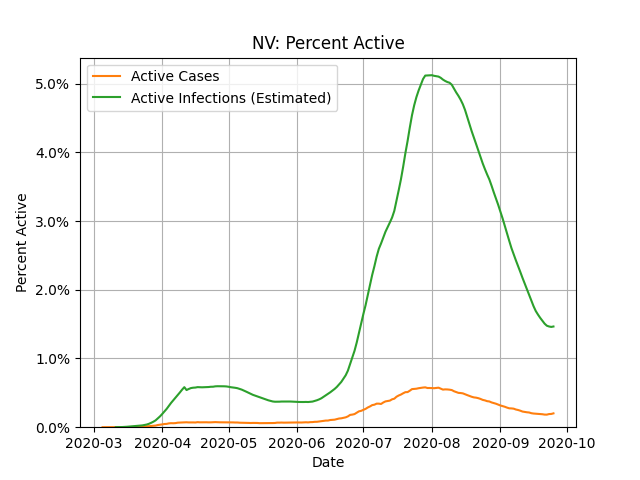 NV: Percent Active
Active Cases
Active Infections (Estimated)
5.0%
4.0%
3.0%
2.0%
1.0%
0.0%
Percent Active
2020-03 2020-04 2020-05 2020-06 2020-07 2020-08 2020-09 2020-10
Date